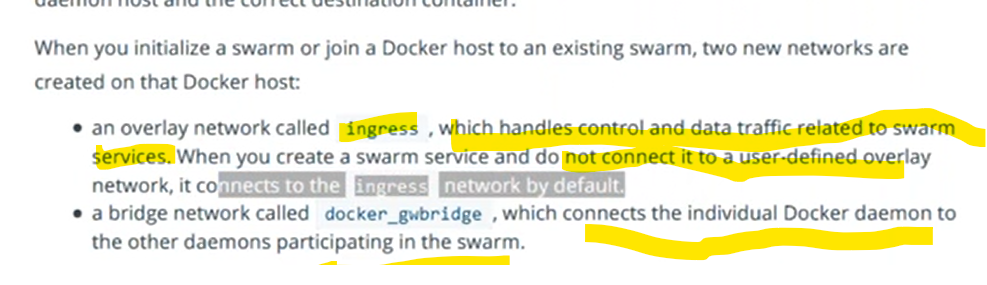 daemon host and the correct destination container.
When you initialize a swarm or join a Docker host to an existing swarm, two new networks are
created on that Docker host:
• an overlay network called ingress , which handles control and data traffic related to swarm
services. When you create a swarm service and do not connect it to a user-defined overlay
network, it connects to the ingress network by default.
• a bridge network called docker_gwbridge , which connects the individual Docker daemon to
the other daemons participating in the swarm.